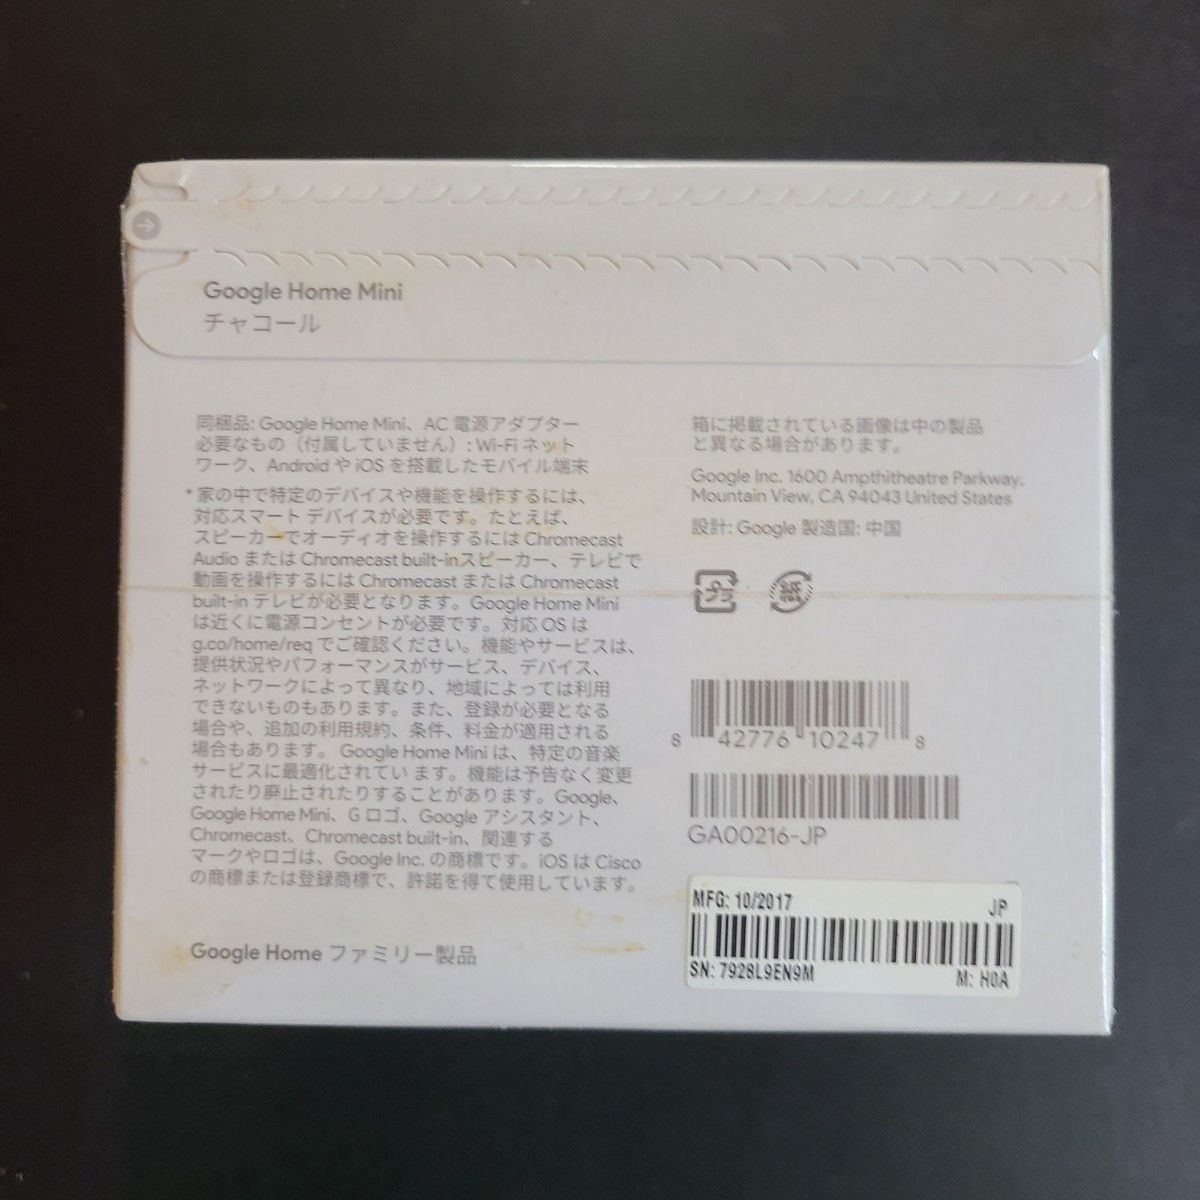 Google Home Mini
チャコール
同梱品: Google Home Mini、AC 電源アダプター
必要なもの（付属していません）: Wi-Fi ネット
ワーク、Android や iOS を搭載したモバイル端末
* 家の中で特定のデバイスや機能を操作するには、
対応スマート デバイスが必要です。たとえば、
スピーカーでオーディオを操作するには Chromecast
Audio または Chromecast built-inスピーカー、テレビで
動画を操作するには Chromecast または Chromecast
built-in テレビが必要となります。Google Home Mini
は近くに電源コンセントが必要です。対応 OS は
g.co/home/req でご確認ください。機能やサービスは、
提供状況やパフォーマンスがサービス、デバイス、
ネットワークによって異なり、地域によっては利用
できないものもあります。また、登録が必要となる
場合や、追加の利用規約、条件、料金が適用される
場合もあります。 Google Home Mini は、特定の音楽
サービスに最適化されてい ます。機能は予告なく変更
されたり廃止されたりすることがあります。Google、
Google Home Mini、G ロゴ、Google アシスタント、
Chromecast、Chromecast built-in、関連する
マークやロゴは、Google Inc. の商標です。iOS は Cisco
の商標または登録商標で、許諾を得て使用しています。
Google Home ファミリー製品
箱に掲載されている画像は中の製品
と異なる場合があります。
Google Inc. 1600 Ampthitheatre Parkway,
Mountain View, CA 94043 United States
設計: Google 製造国: 中国
プラ 紙
8 42776 10247 8
GA00216-JP
MFG: 10/2017 JP
SN: 7928L9EN9M M: H0A